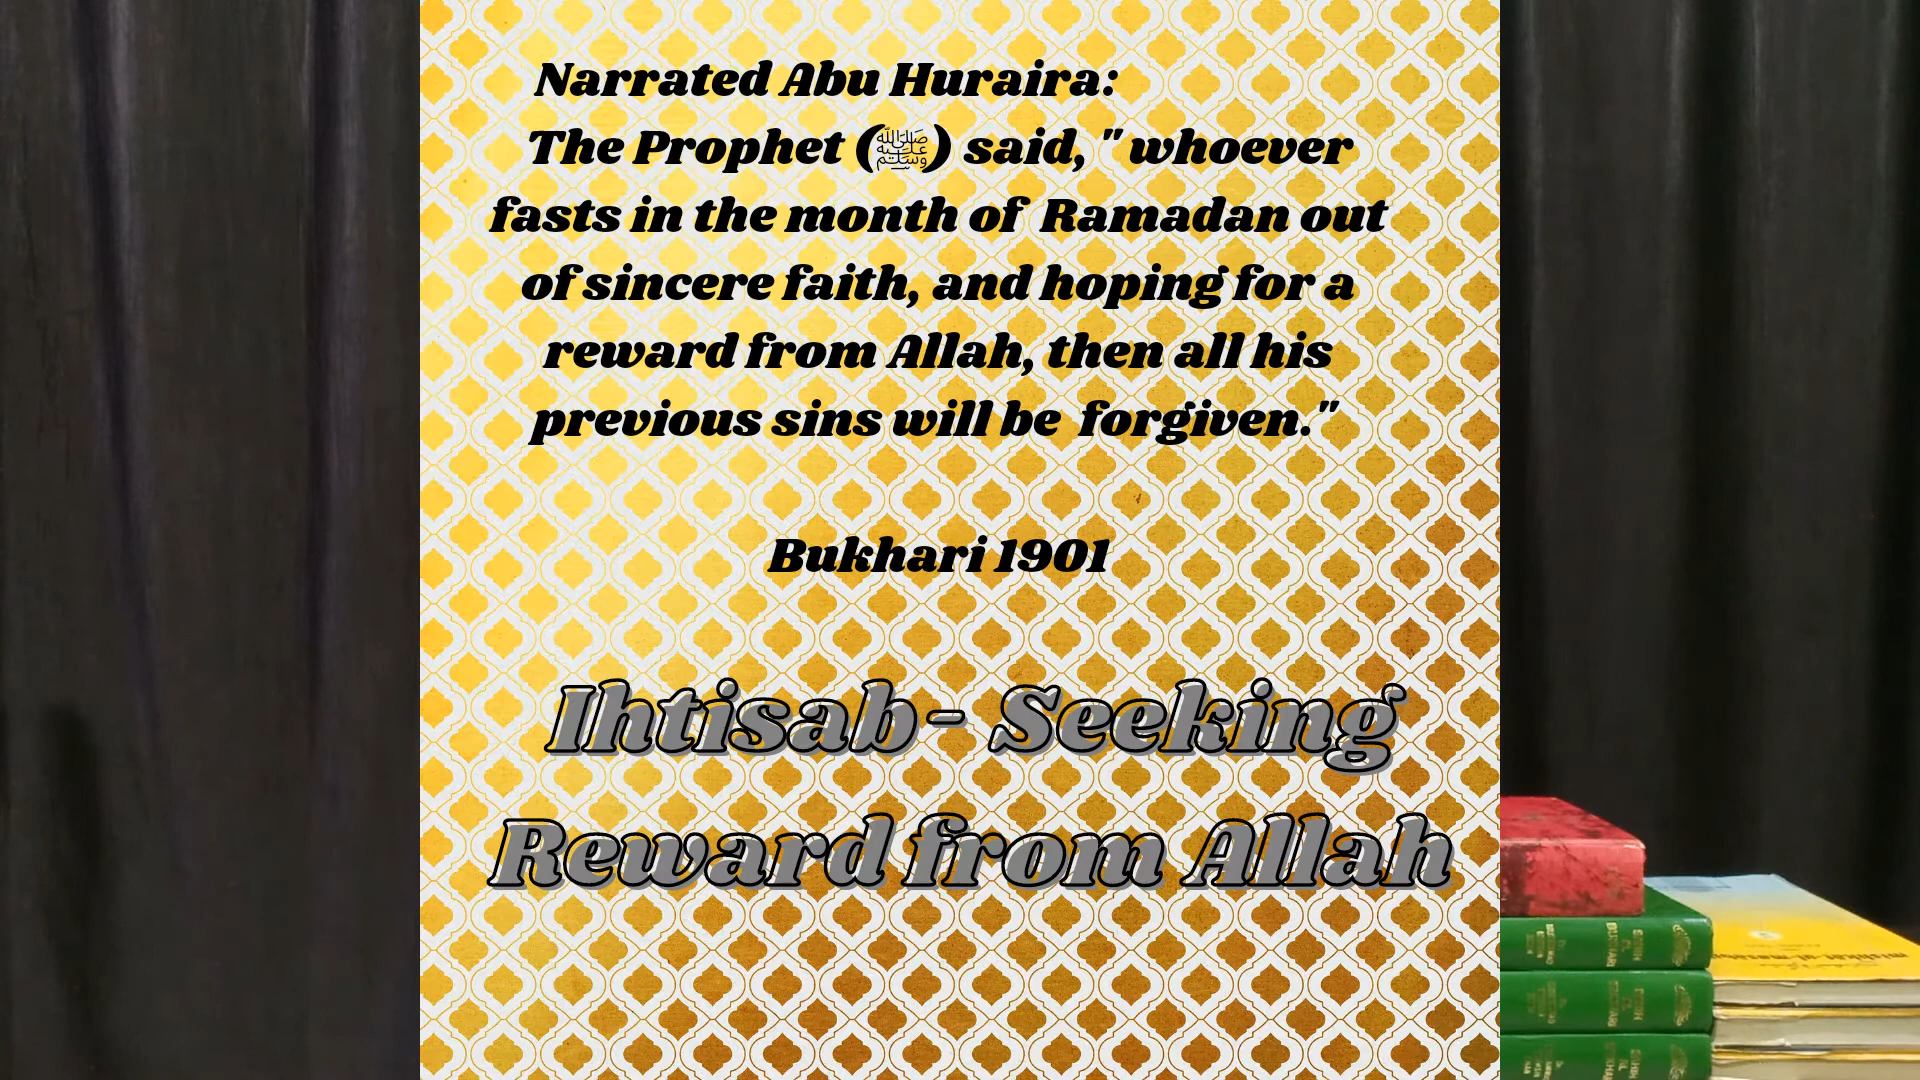 Narrated Abu Huraira:
The Prophet (ﷺ) said, " whoever
fasts in the month of Ramadan out
of sincere faith, and hoping for a
reward from Allah, then all his
previous sins will be forgiven."
Bukhari 1901
Ihtisab- Seeking
Reward from Allah